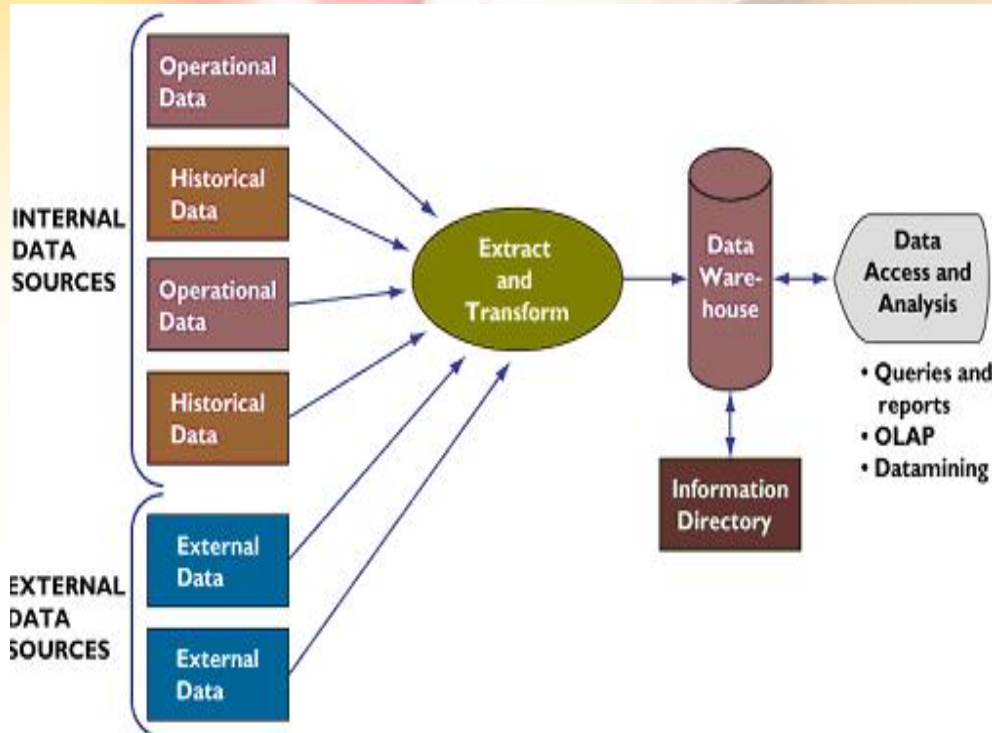 INTERNAL
DATA
SOURCES
Operational
Data
Historical
Data
Operational
Data
Historical
Data
EXTERNAL
DATA
SOURCES
External
Data
External
Data
Extract
and
Transform
Data
Ware-
house
Information
Directory
Data
Access and
Analysis
• Queries and
reports
• OLAP
• Datamining